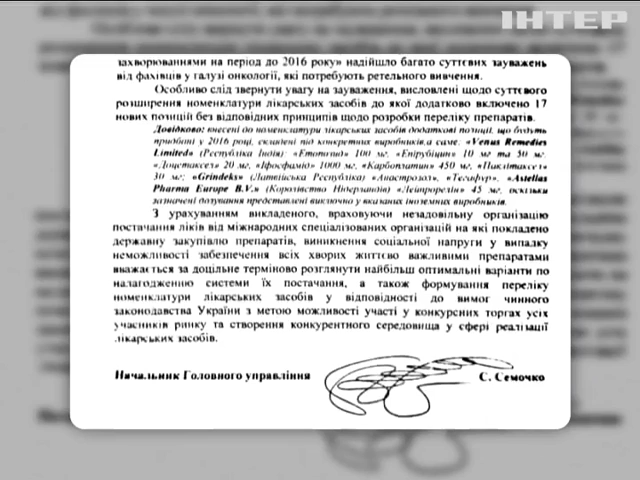 ІНТЕР
захворюваннями на період до 2016 року» надійшло багато суттєвих зауважень
від фахівців у галузі онкології, які потребують ретельного вивчення.
Особливо слід звернути увагу на зауваження, висловлені щодо суттєвого
розширення номенклатури лікарських засобів до якої додатково включено 17
нових позицій без відповідних принципів щодо розробки переліку препаратів.
Довідково: внесені до номенклатури лікарських засобів додаткові позиції, що будуть
придбані у 2016 році, складені під конкретних виробників, а саме: «Venus Remedies
Limited» (Республіка Індія): «Етопозид» 100 мг, «Епірубіцин» 10 мг та 50 мг,
«Доцетаксел» 20 мг, «Іфосфамід» 1000 мг, «Карбоплатин» 450 мг, «Паклітаксел»
30 мг; «Grindeks» (Латвійська Республіка) «Анастрозол», «Тегафур», «Astellas
Pharma Europe B.V.» (Королівство Нідерландів) «Лейпрорелін» 45 мг, оскільки
зазначені дозування представлені виключно у вказаних іноземних виробників.
З урахуванням викладеного, враховуючи незадовільну організацію
постачання ліків від міжнародних спеціалізованих організацій на які покладено
державну закупівлю препаратів, виникнення соціальної напруги у випадку
неможливості забезпечення всіх хворих життєво важливими препаратами
вважається за доцільне терміново розглянути найбільш оптимальні варіанти по
налагодженню системи їх постачання, а також формування переліку
номенклатури лікарських засобів у відповідності до вимог чинного
законодавства України з метою можливості участі у конкурсних торгах усіх
учасників ринку та створення конкурентного середовища у сфері реалізації
лікарських засобів.
Начальник Головного управління С. Семочко